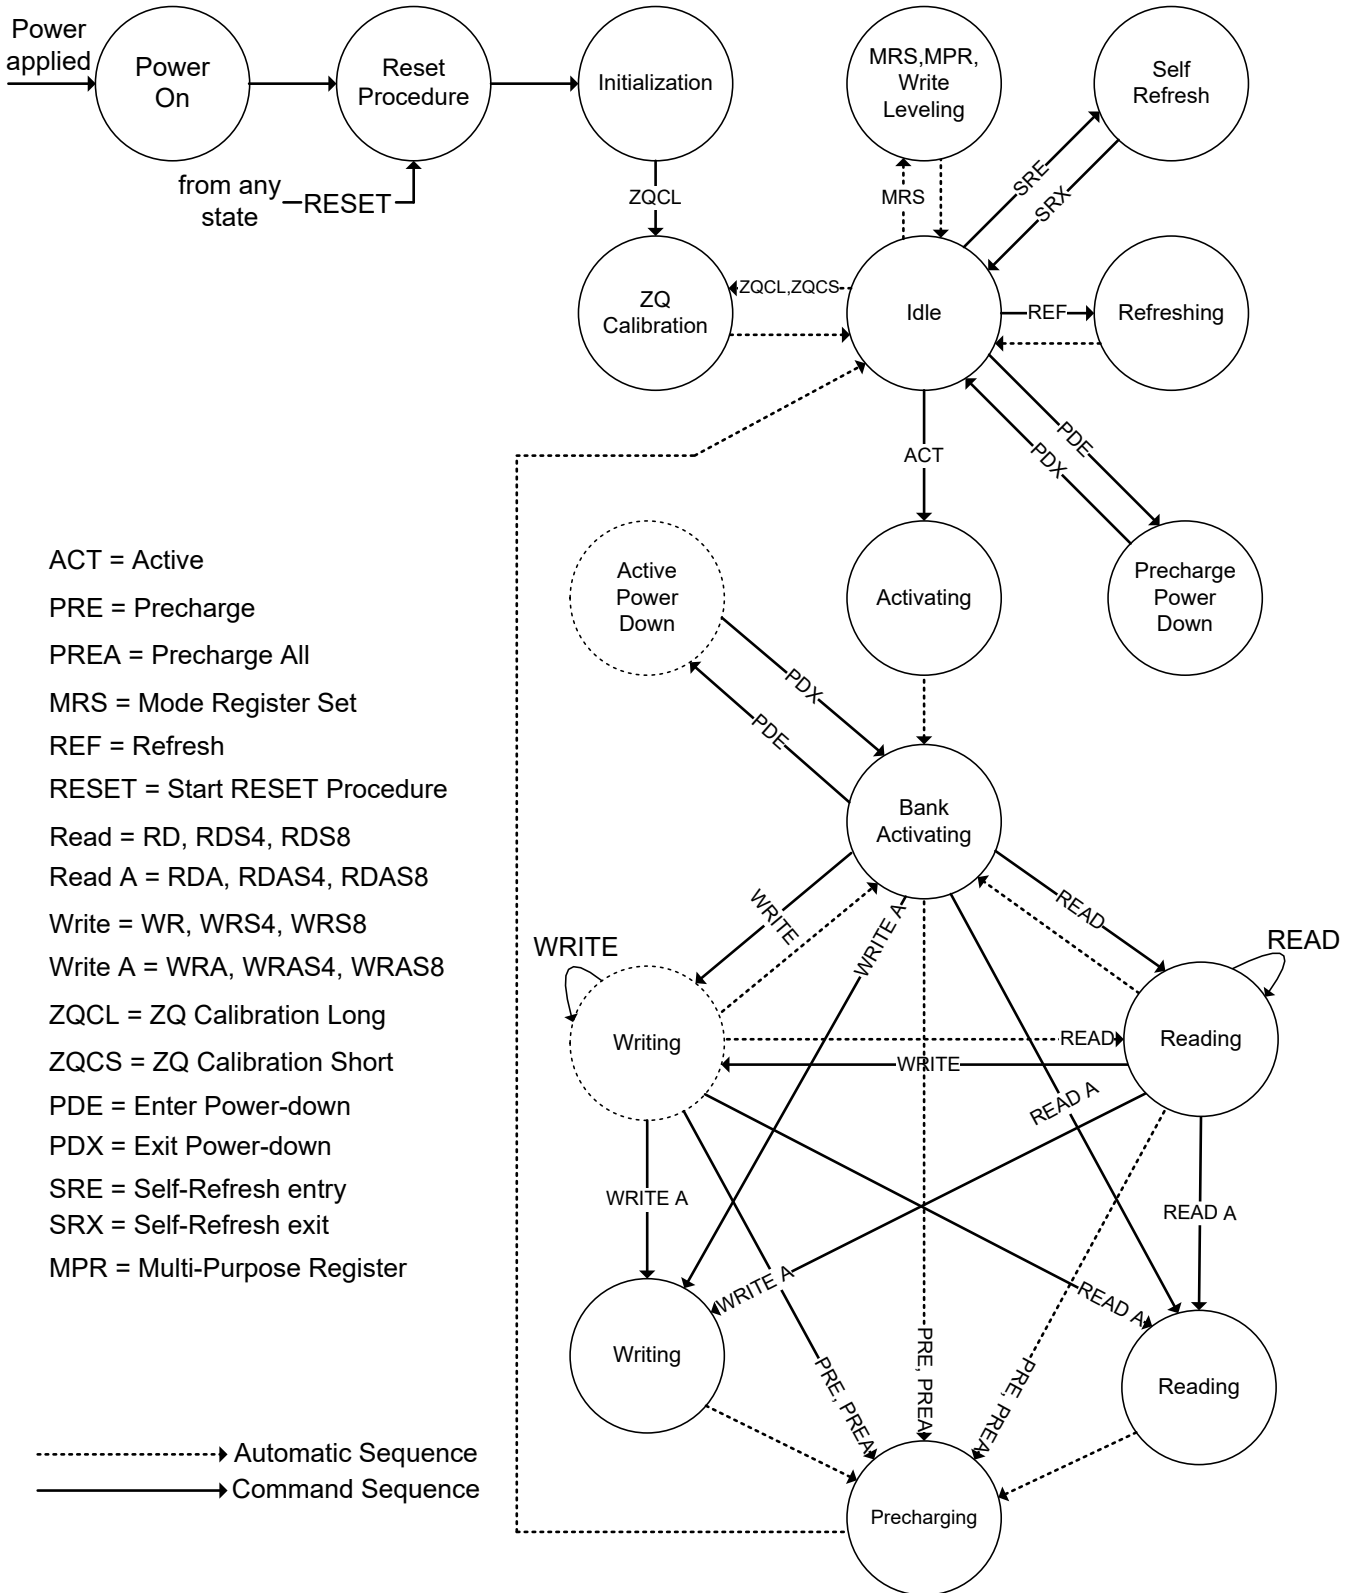 Power
applied
Power
On
Reset
Procedure
Initialization
MRS,MPR,
Write
Leveling
Self
Refresh
from any
state
RESET
ZQCL
MRS
SRE
SRX
ZQ
Calibration
ZQCL,ZQCS
Idle
REF
Refreshing
ACT
PDE
PDX
Active
Power
Down
Activating
Precharge
Power
Down
PDX
PDE
Bank
Activating
WRITE
WRITE A
READ
WRITE
READ
Writing
READ
Reading
WRITE
READ A
WRITE A
READ A
WRITE A
READ A
Writing
PRE, PREA
PRE, PREA
PRE, PREA
Reading
Precharging
ACT = Active
PRE = Precharge
PREA = Precharge All
MRS = Mode Register Set
REF = Refresh
RESET = Start RESET Procedure
Read = RD, RDS4, RDS8
Read A = RDA, RDAS4, RDAS8
Write = WR, WRS4, WRS8
Write A = WRA, WRAS4, WRAS8
ZQCL = ZQ Calibration Long
ZQCS = ZQ Calibration Short
PDE = Enter Power-down
PDX = Exit Power-down
SRE = Self-Refresh entry
SRX = Self-Refresh exit
MPR = Multi-Purpose Register
Automatic Sequence
Command Sequence